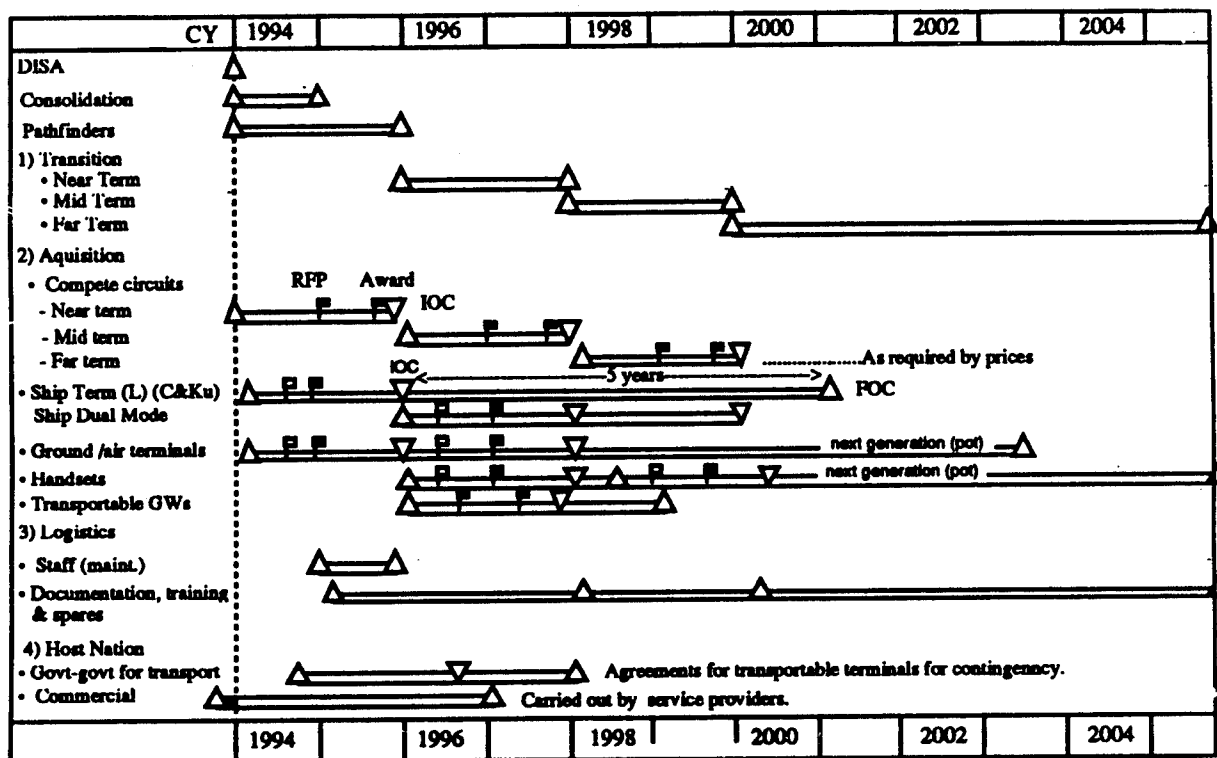 CY 1994 1996 1998 2000 2002 2004
DISA
Consolidation
Pathfinders
1) Transition
• Near Term
• Mid Term
• Far Term
2) Aquisition
• Compete circuits RFP Award
- Near term IOC
- Mid term
- Far term ..............As required by prices
IOC 5 years
• Ship Term (L) (C&Ku) FOC
Ship Dual Mode
• Ground /air terminals next generation (pot)
• Handsets next generation (pot)
• Transportable GWs
3) Logistics
• Staff (maint.)
• Documentation, training
& spares
4) Host Nation
• Govt-govt for transport Agreements for transportable terminals for contingenncy.
• Commercial Carried out by service providers.
1994 1996 1998 2000 2002 2004